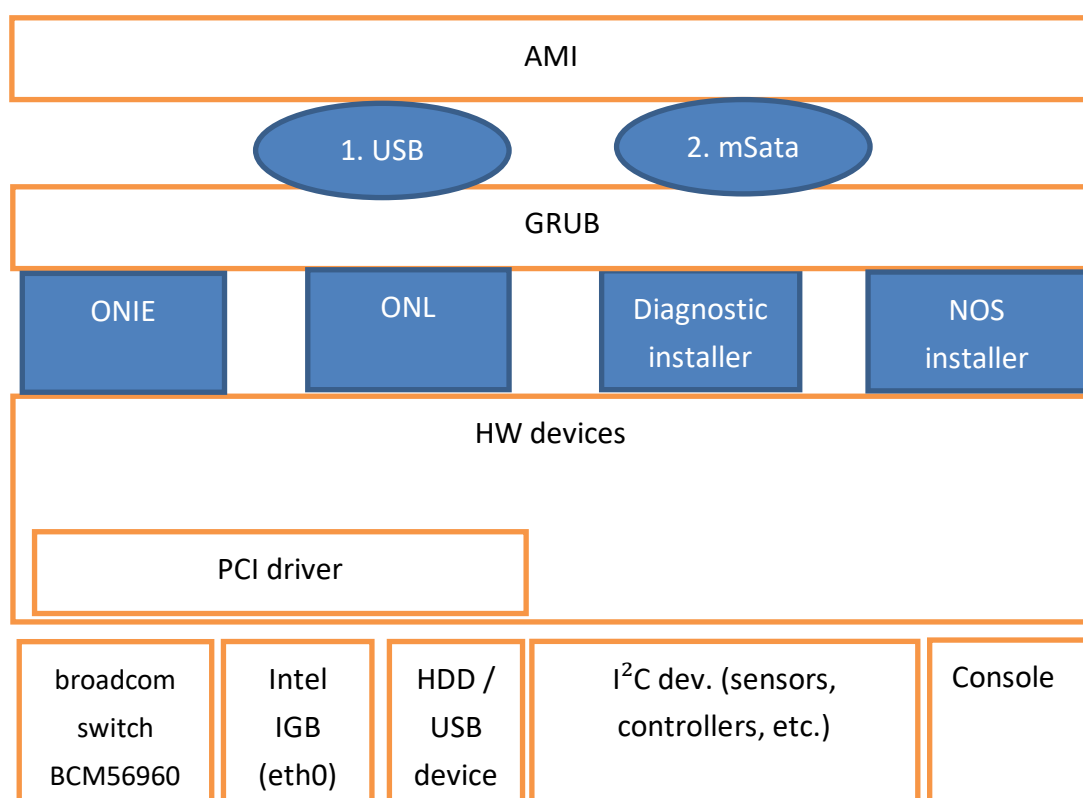 AMI
1. USB
2. mSata
GRUB
ONIE
ONL
Diagnostic
installer
NOS
installer
HW devices
PCI driver
broadcom
switch
BCM56960
Intel
IGB
(eth0)
HDD /
USB
device
I²C dev. (sensors,
controllers, etc.)
Console